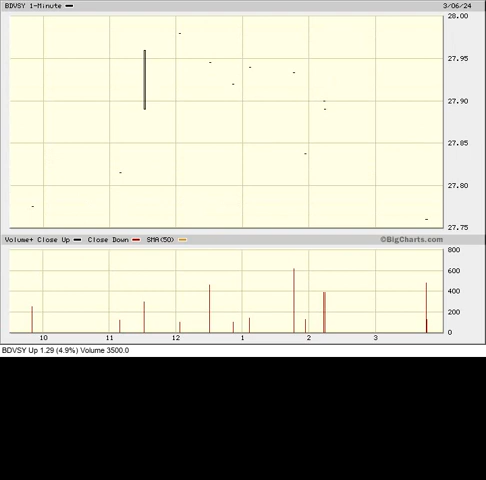 BDVSY 1-Minute 3/06/24
28.00
27.95
27.90
27.85
27.80
27.75
Volume+ Close Up Close Down SMA(50) ©BigCharts.com
800
600
400
200
0
10 11 12 1 2 3
BDVSY Up 1.29 (4.9%) Volume 3500.0